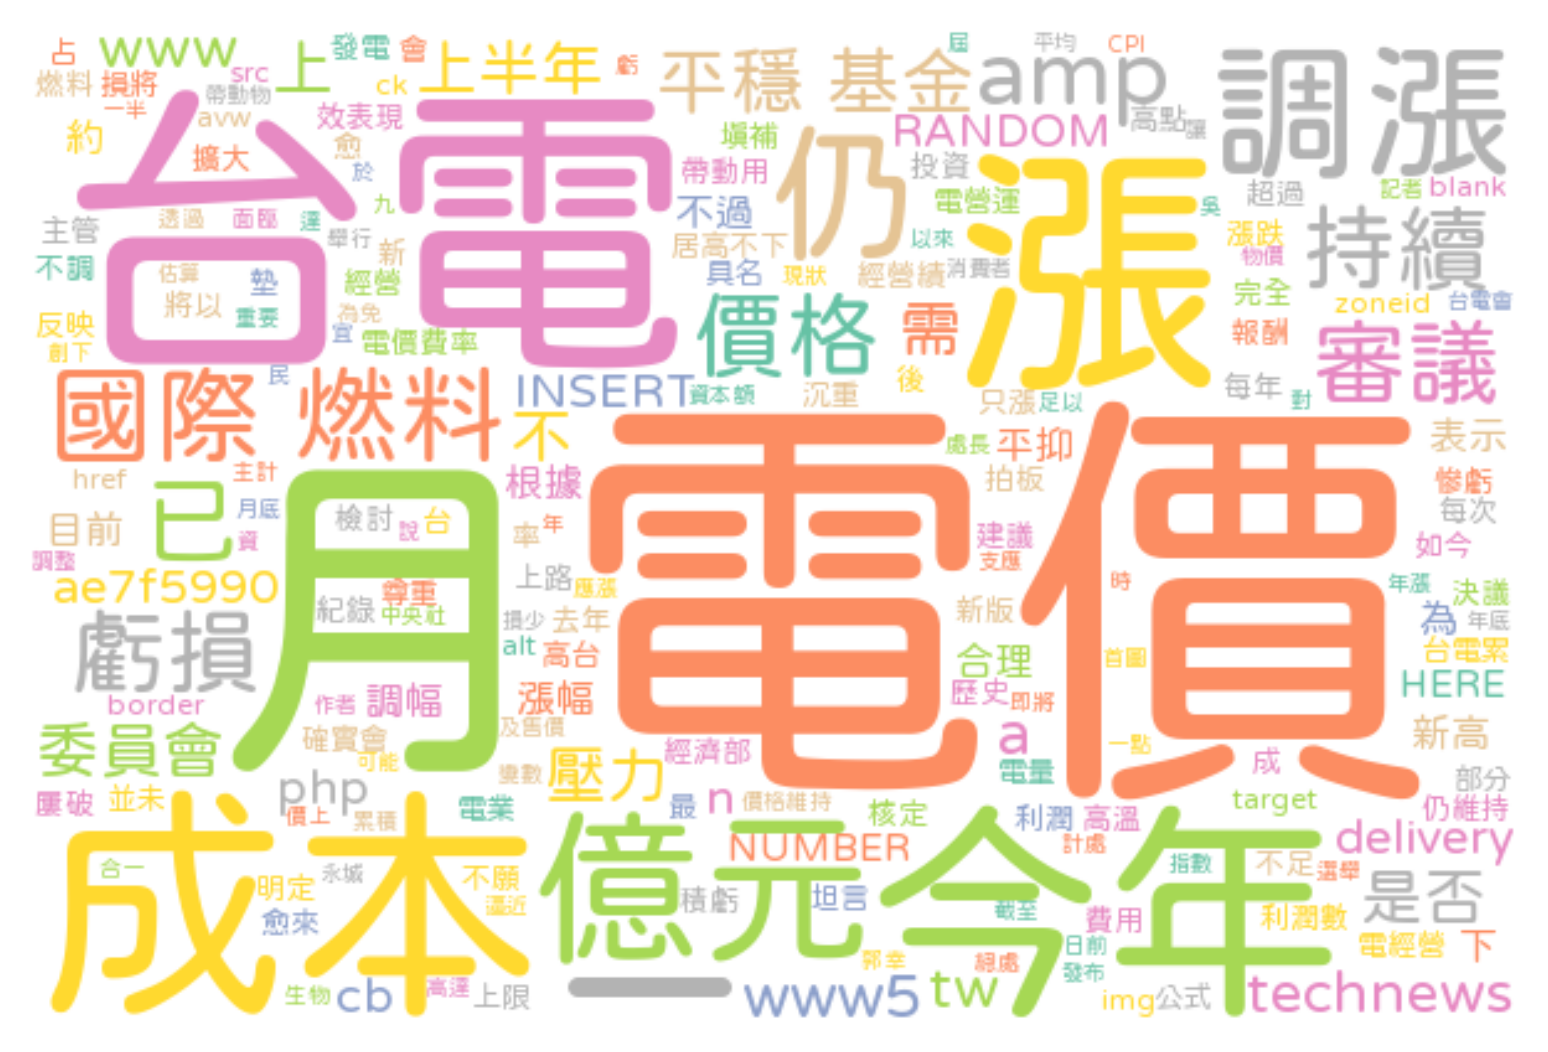 占 www 上 發電 會 上半年 虧 平穩 基金 屆 平均 CPI 調漲
燃料 損將 src 帶動物 ck amp
一半 avw 效表現 填補 RANDOM 高點 讓
約 擴大 愈 於 帶動用 仍 投資 漲 超過 記者 blank
台電
主管 透過 面臨 達 九 舉行 新 不過 居高不下 電營運 以來 吳 漲跌 物價 持續
不調 估算 將以 墊 重要 經營 為免 具名 現狀 經營績 消費者 完全 zoneid 台電會
反映 創下 宜 電價費率 價格 需 報酬 審議
國際 燃料 民 INSERT 資本額 沉重 後 只漲 足以 每年 對
不 電價 處長 平抑 表示
href 主計 根據 拍板 慘虧
目前 已 月底 資 月 檢討 說 台 率 年 建議 支應 每次 如今
調整 ae7f5990 紀錄 尊重 中央社 上路 應漲 新版 時 年漲 決議
虧損 損少 去年 為 年底
alt 高台 合理 首圖 台電累
border 作者 調幅 漲幅 歷史 即將 HERE
委員會 確實會 可能 及售價 經濟部 a 一點 新高
php 變數 壓力 電量 成 部分
屢破 並未 價上 累積 電業 最 n 價格維持 核定 利潤 高溫 target 仍維持
成本 億元 NUMBER 今年 計處 delivery
合一 永城 不願 指數 不足 選舉
明定 愈來 逼近 積虧 坦言 截至 費用 利潤數 是否
郭幸 總處 日前 發布 電經營 下
生物 cb 高達 上限 一 www5 tw img 公式 technews